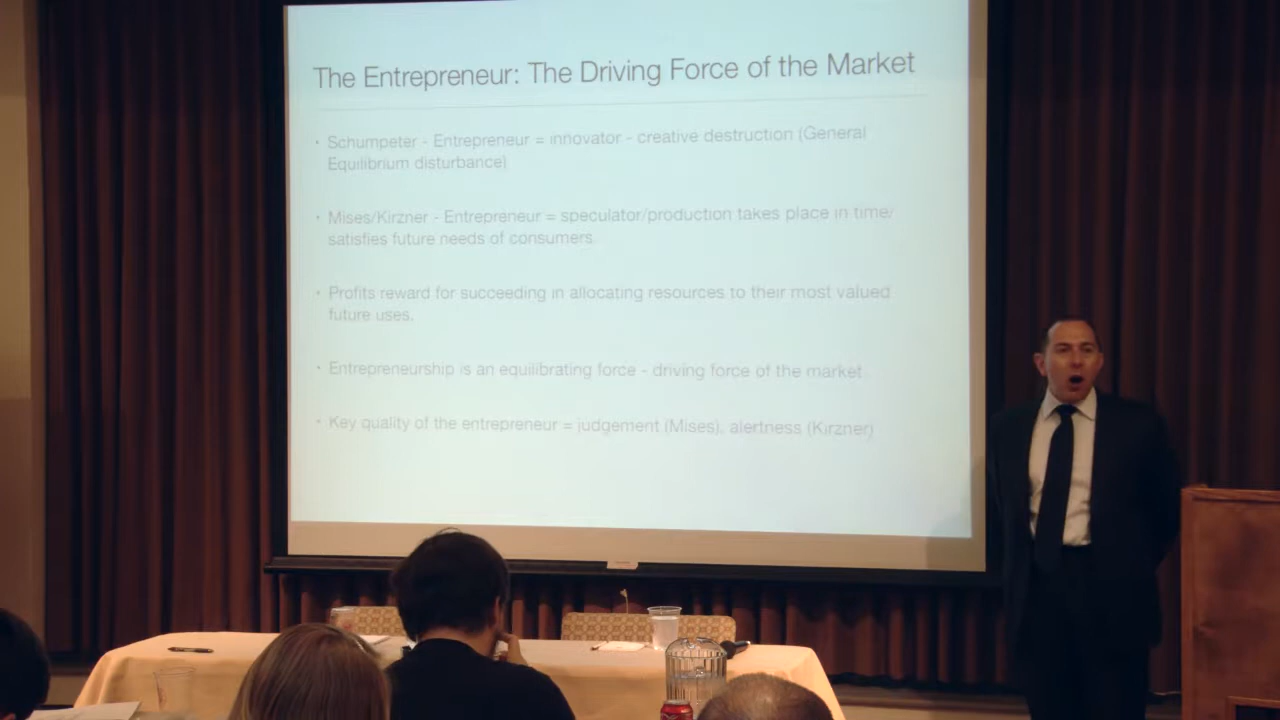 The Entrepreneur: The Driving Force of the Market
• Schumpeter - Entrepreneur = innovator - creative destruction (General
Equilibrium disturbance)
• Mises/Kirzner - Entrepreneur = speculator/production takes place in time/
satisfies future needs of consumers.
• Profits reward for succeeding in allocating resources to their most valued
future uses.
• Entrepreneurship is an equilibrating force - driving force of the market
• Key quality of the entrepreneur = judgement (Mises), alertness (Kirzner)